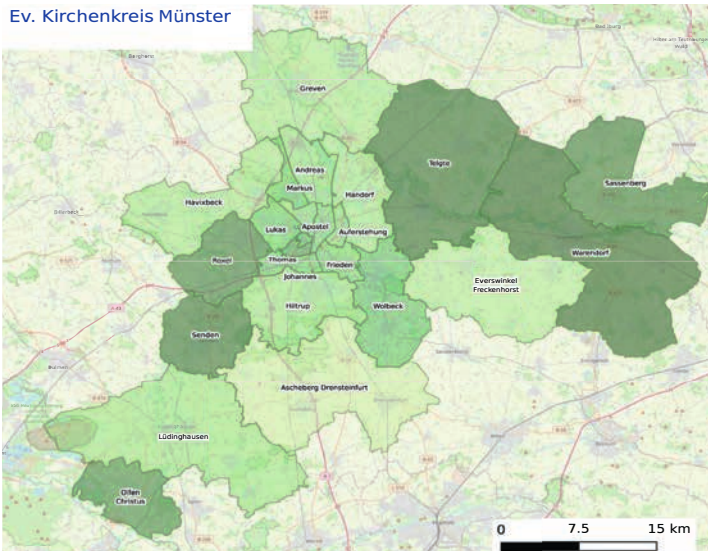 Ev. Kirchenkreis Münster
Greven
Telgte
Andreas
Markus
Handorf
Sassenberg
Havixbeck
Lukas
Apostel
Auferstehung
Warendorf
Roxel
Thomas
Frieden
Johannes
Everswinkel
Freckenhorst
Hiltrup
Wolbeck
Senden
Ascheberg Drensteinfurt
Lüdinghausen
Olfen
Christus
0 7.5 15 km